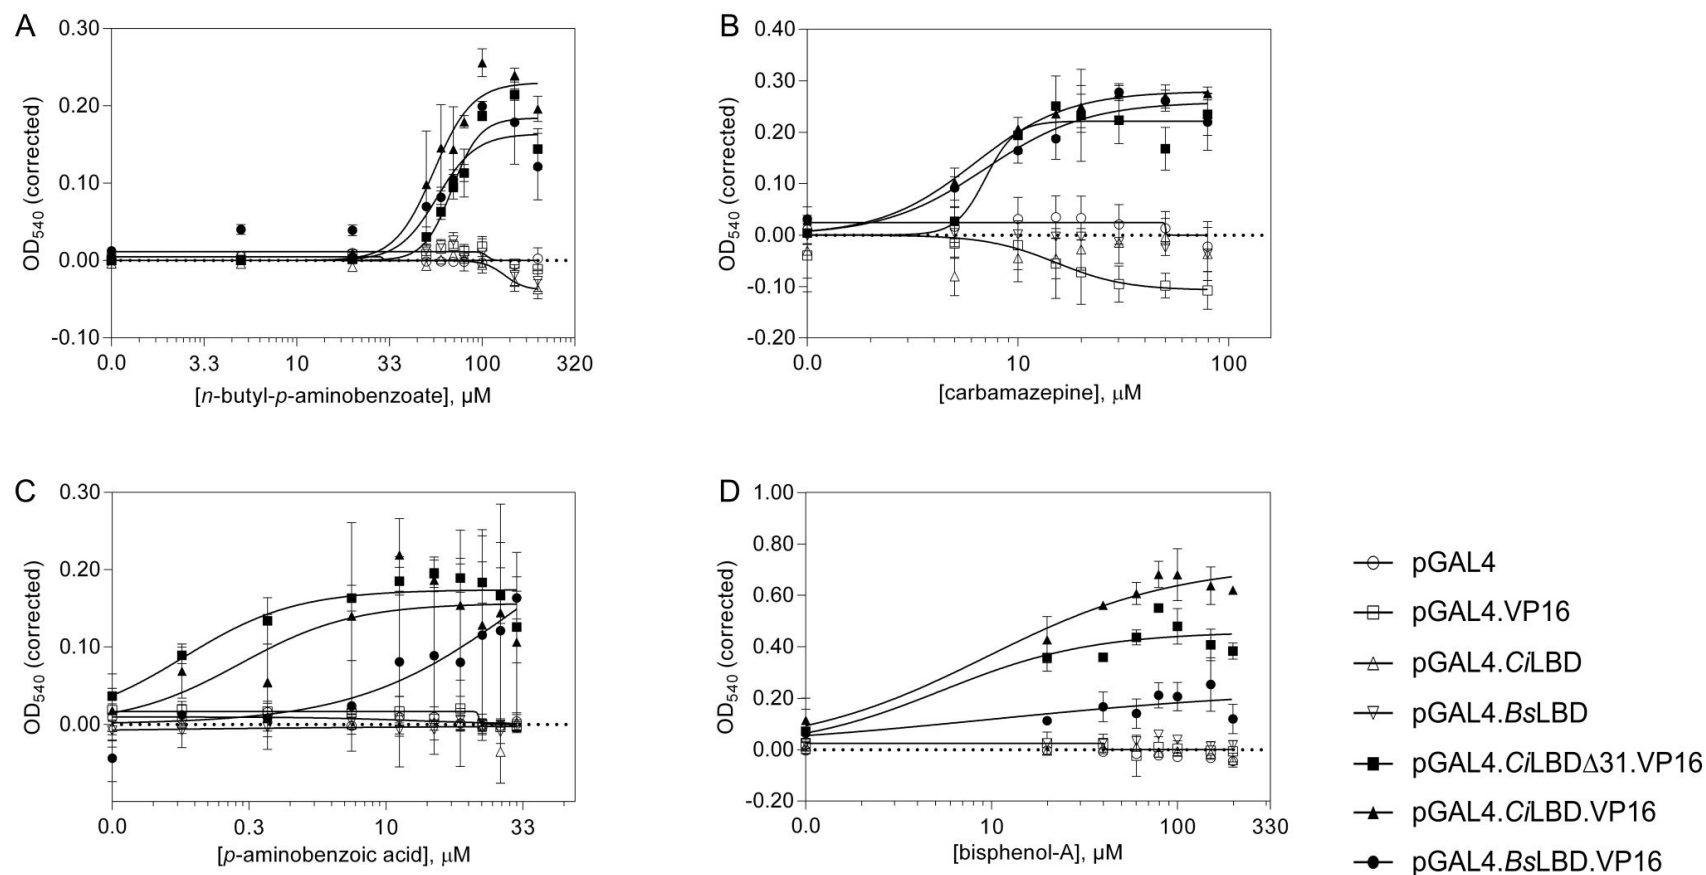 A
0.30
0.20
0.10
0.00
-0.10
OD540 (corrected)
0.0 3.3 10 33 100 320
[n-butyl-p-aminobenzoate], µM
B
0.40
0.30
0.20
0.10
0.00
-0.10
-0.20
OD540 (corrected)
0.0 10 100
[carbamazepine], µM
C
0.30
0.20
0.10
0.00
OD540 (corrected)
0.0 0.3 10 33
[p-aminobenzoic acid], µM
D
1.00
0.80
0.60
0.40
0.20
0.00
-0.20
OD540 (corrected)
0.0 10 100 330
[bisphenol-A], µM
pGAL4
pGAL4.VP16
pGAL4.CiLBD
pGAL4.BsLBD
pGAL4.CiLBDΔ31.VP16
pGAL4.CiLBD.VP16
pGAL4.BsLBD.VP16